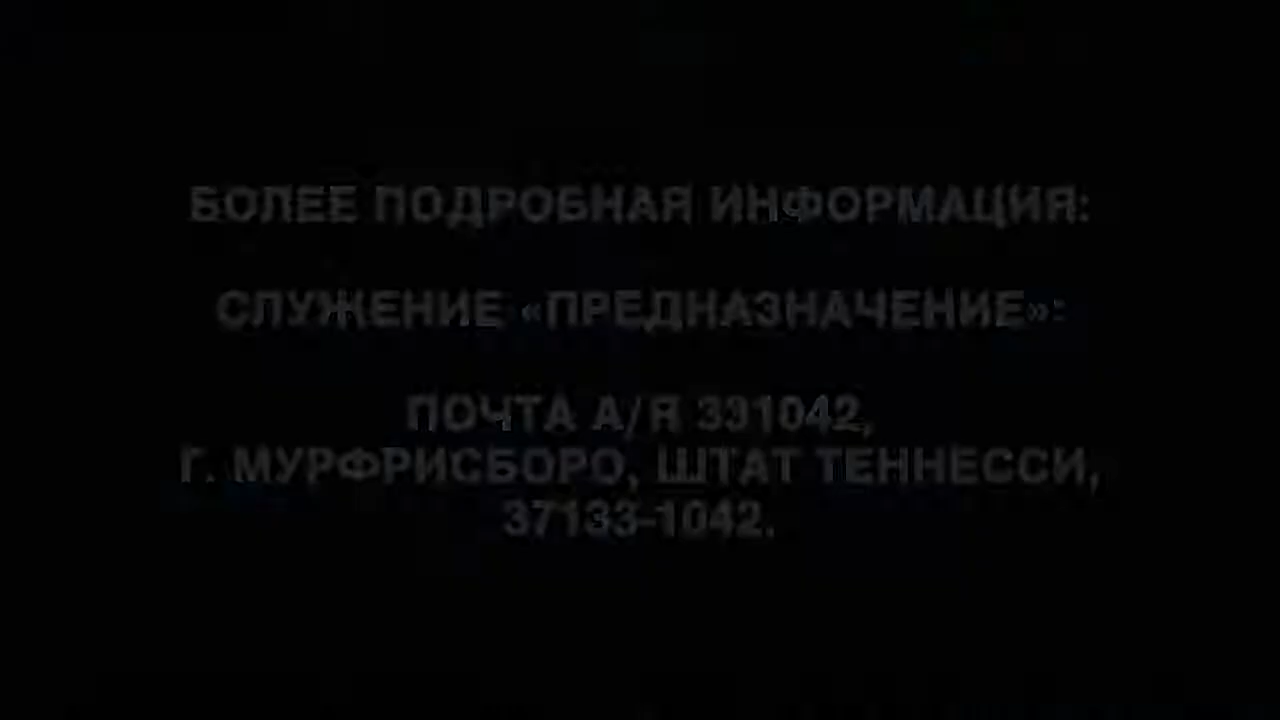 БОЛЕЕ ПОДРОБНАЯ ИНФОРМАЦИЯ:
СЛУЖЕНИЕ «ПРЕДНАЗНАЧЕНИЕ»:
ПОЧТА А/Я 331042,
Г. МУРФРИСБОРО, ШТАТ ТЕННЕССИ,
37133-1042.